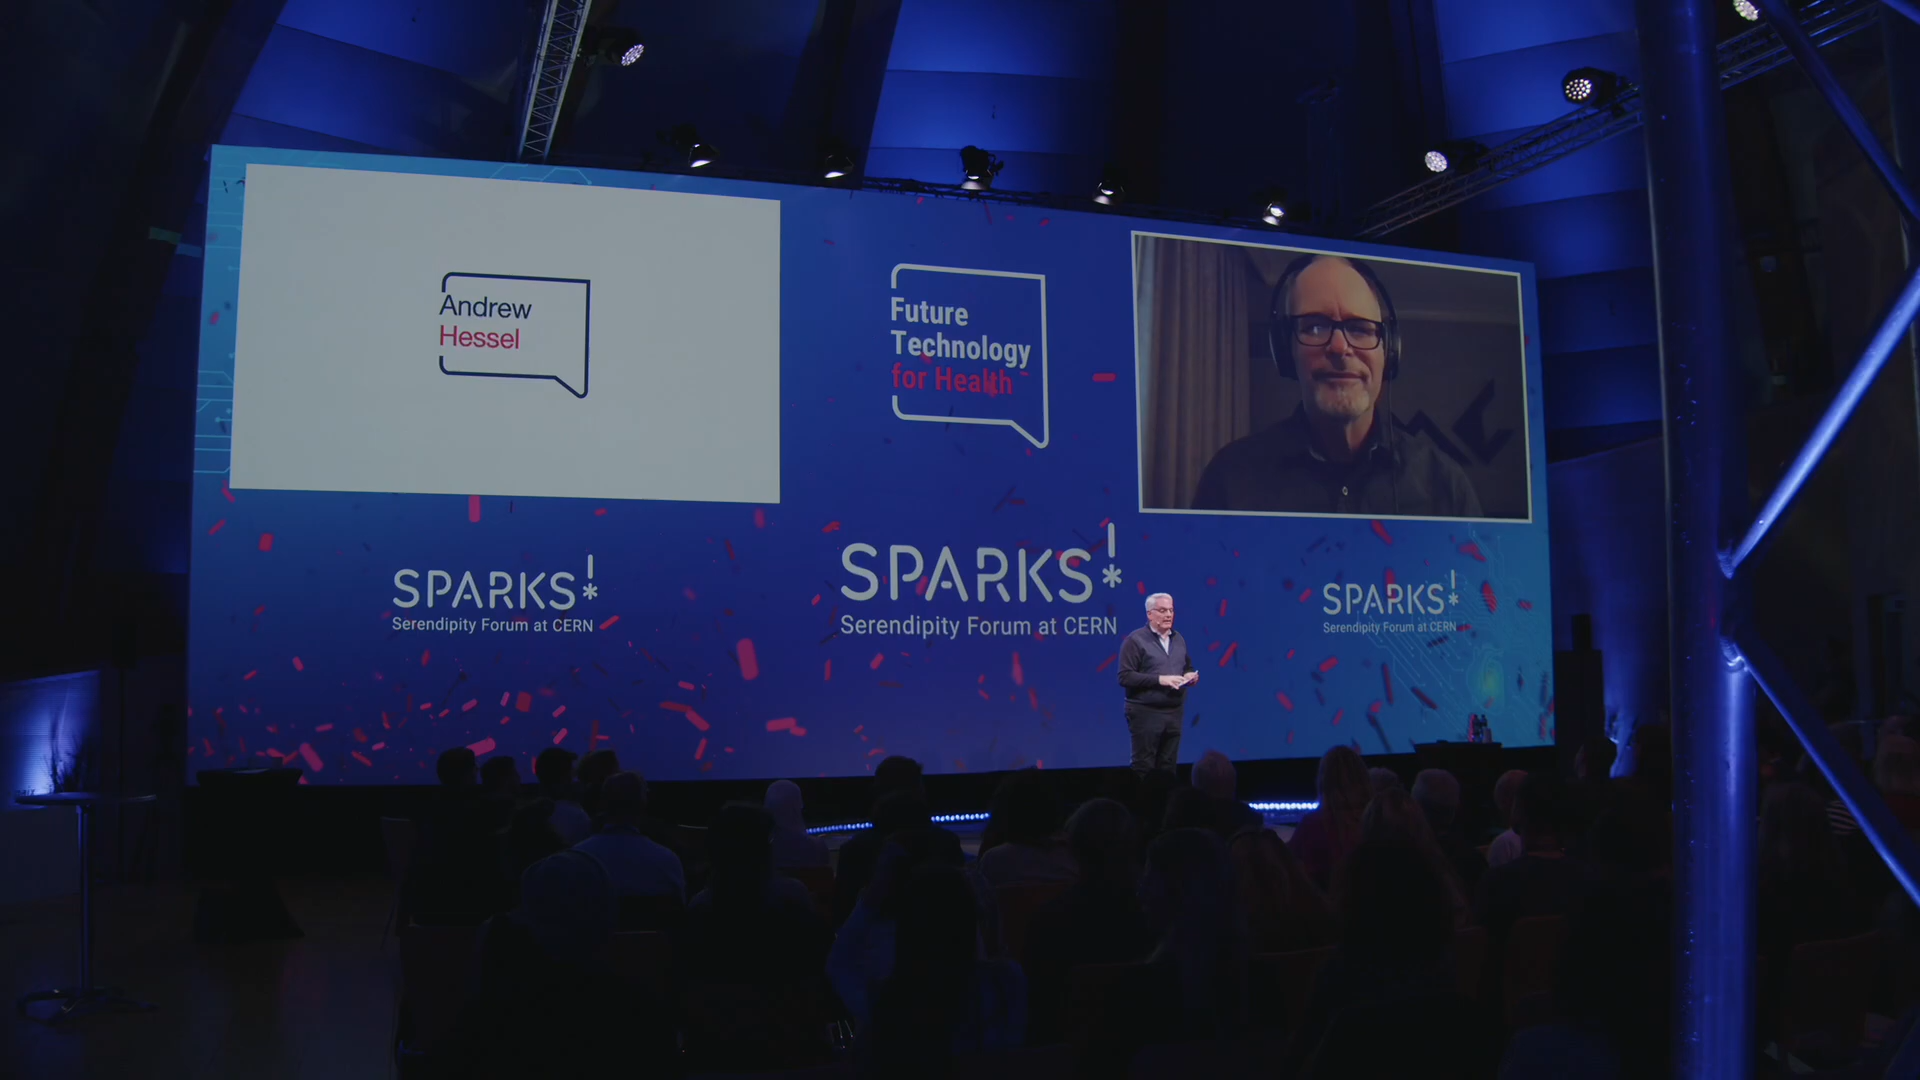 Andrew
Hessel
Future
Technology
for Health
SPARKS!*
Serendipity Forum at CERN
SPARKS!*
Serendipity Forum at CERN
SPARKS!*
Serendipity Forum at CERN